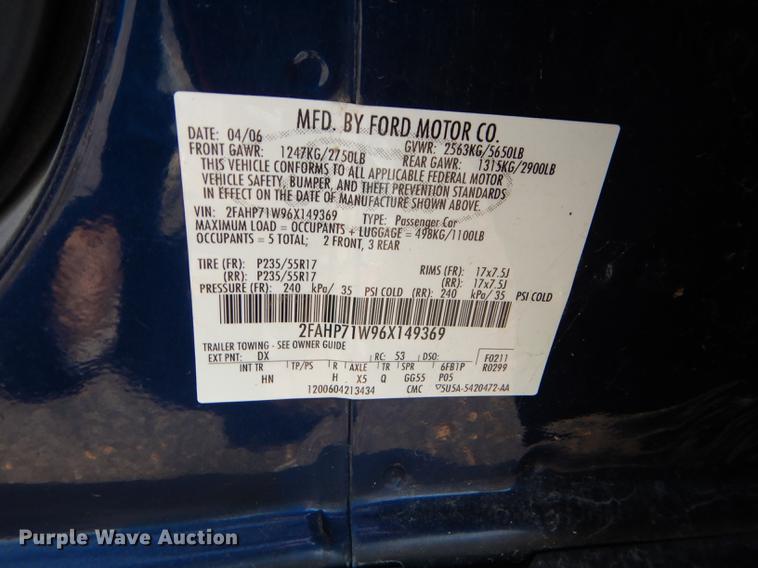 MFD. BY FORD MOTOR CO.
DATE: 04/06 GVWR: 2563KG/5650LB
FRONT GAWR: 1247KG/2750LB REAR GAWR: 1315KG/2900LB
THIS VEHICLE CONFORMS TO ALL APPLICABLE FEDERAL MOTOR
VEHICLE SAFETY, BUMPER, AND THEFT PREVENTION STANDARDS
IN EFFECT ON THE DATE OF MANUFACTURE SHOWN ABOVE.
VIN: 2FAHP71W96X149369 TYPE: Passenger Car
MAXIMUM LOAD = OCCUPANTS + LUGGAGE = 498KG/1100LB
OCCUPANTS = 5 TOTAL; 2 FRONT, 3 REAR
TIRE (FR): P235/55R17 RIMS (FR): 17x7.5J
(RR): P235/55R17 (RR): 17x7.5J
PRESSURE (FR): 240 kPa/ 35 PSI COLD (RR): 240 kPa/ 35 PSI COLD
2FAHP71W96X149369
TRAILER TOWING - SEE OWNER GUIDE
EXT PNT: DX RC: 53 DSO: F0211
INT TR TP/PS R AXLE TR SPR 6FB1P R0299
HN H X5 Q GG55 P05
1200604213434 CMC ▽5U5A-5420472-AA
Purple Wave Auction